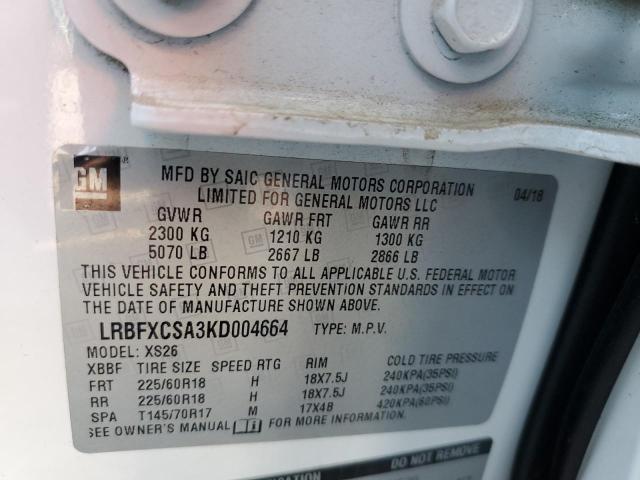 GM
MFD BY SAIC GENERAL MOTORS CORPORATION
LIMITED FOR GENERAL MOTORS LLC
04/18
GVWR GAWR FRT GAWR RR
2300 KG 1210 KG 1300 KG
5070 LB 2667 LB 2866 LB
THIS VEHICLE CONFORMS TO ALL APPLICABLE U.S. FEDERAL MOTOR
VEHICLE SAFETY AND THEFT PREVENTION STANDARDS IN EFFECT ON
THE DATE OF MANUFACTURE SHOWN ABOVE.
LRBFXCSA3KD004664 TYPE: M.P.V.
MODEL: XS26
XBBF TIRE SIZE SPEED RTG RIM COLD TIRE PRESSURE
FRT 225/60R18 H 18X7.5J 240KPA(35PSI)
RR 225/60R18 H 18X7.5J 240KPA(35PSI)
SPA T145/70R17 M 17X4B 420KPA(60PSI)
SEE OWNER'S MANUAL FOR MORE INFORMATION
DO NOT REMOVE